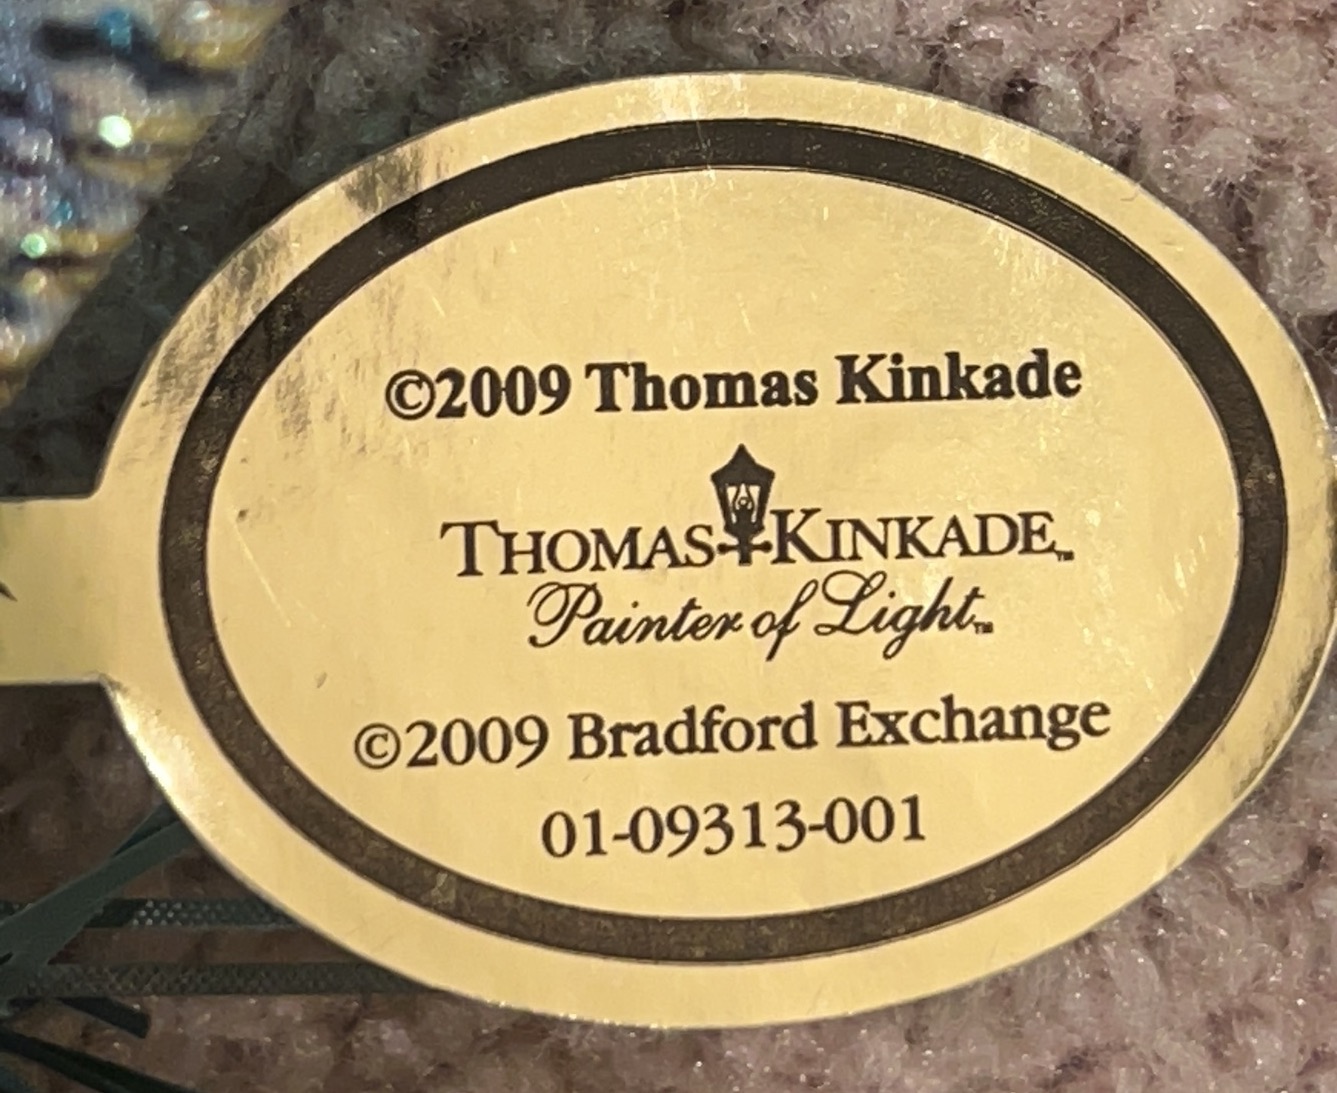 ©2009 Thomas Kinkade
THOMAS KINKADE™
Painter of Light™
©2009 Bradford Exchange
01-09313-001